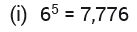 (i) 6⁵ = 7,776